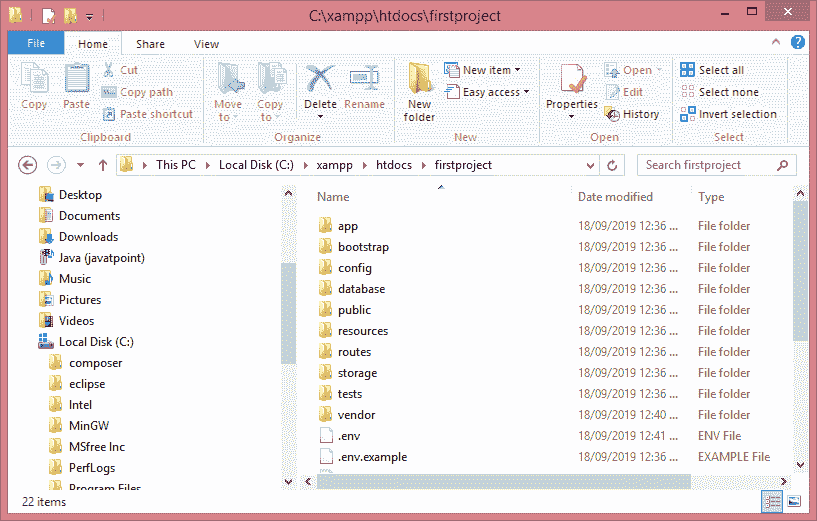 C:\xampp\htdocs\firstproject
File Home Share View
Copy Paste Cut Copy path Paste shortcut Move to Copy to Delete Rename New folder New item Easy access Properties Open Edit History Select all Select none Invert selection
Clipboard Organize New Open Select
This PC Local Disk (C:) xampp htdocs firstproject Search firstproject
Desktop
Documents
Downloads
Java (javatpoint)
Music
Pictures
Videos
Local Disk (C:)
composer
eclipse
Intel
MinGW
MSfree Inc
PerfLogs
Program Files
Name Date modified Type
app 18/09/2019 12:36 ... File folder
bootstrap 18/09/2019 12:36 ... File folder
config 18/09/2019 12:36 ... File folder
database 18/09/2019 12:36 ... File folder
public 18/09/2019 12:36 ... File folder
resources 18/09/2019 12:36 ... File folder
routes 18/09/2019 12:36 ... File folder
storage 18/09/2019 12:36 ... File folder
tests 18/09/2019 12:36 ... File folder
vendor 18/09/2019 12:40 ... File folder
.env 18/09/2019 12:41 ... ENV File
.env.example 18/09/2019 12:36 ... EXAMPLE File
22 items